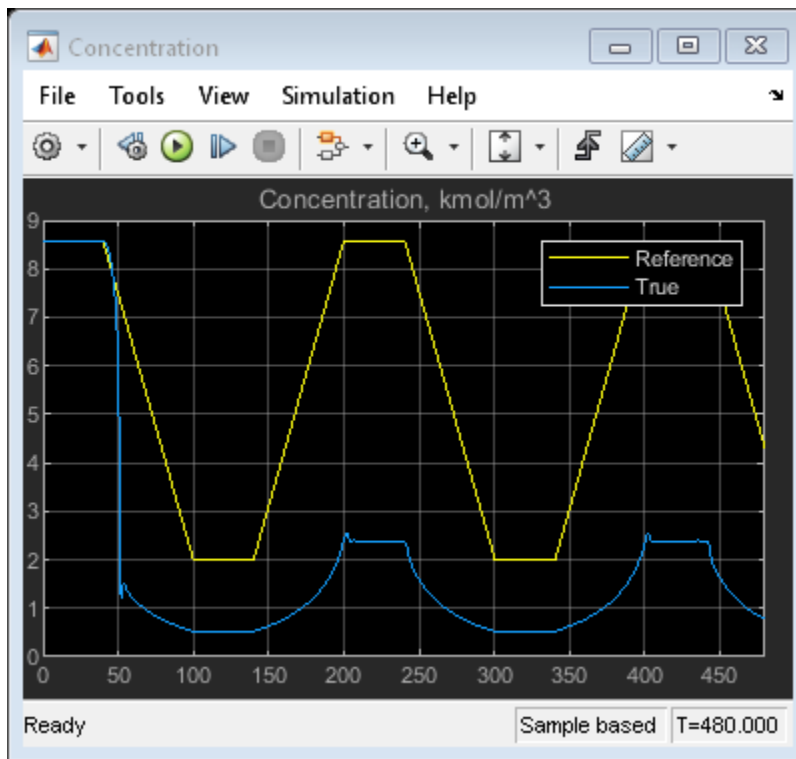 Concentration
File Tools View Simulation Help
Concentration, kmol/m^3
9
8
7
6
5
4
3
2
1
0
Reference
True
0 50 100 150 200 250 300 350 400 450
Ready Sample based T=480.000